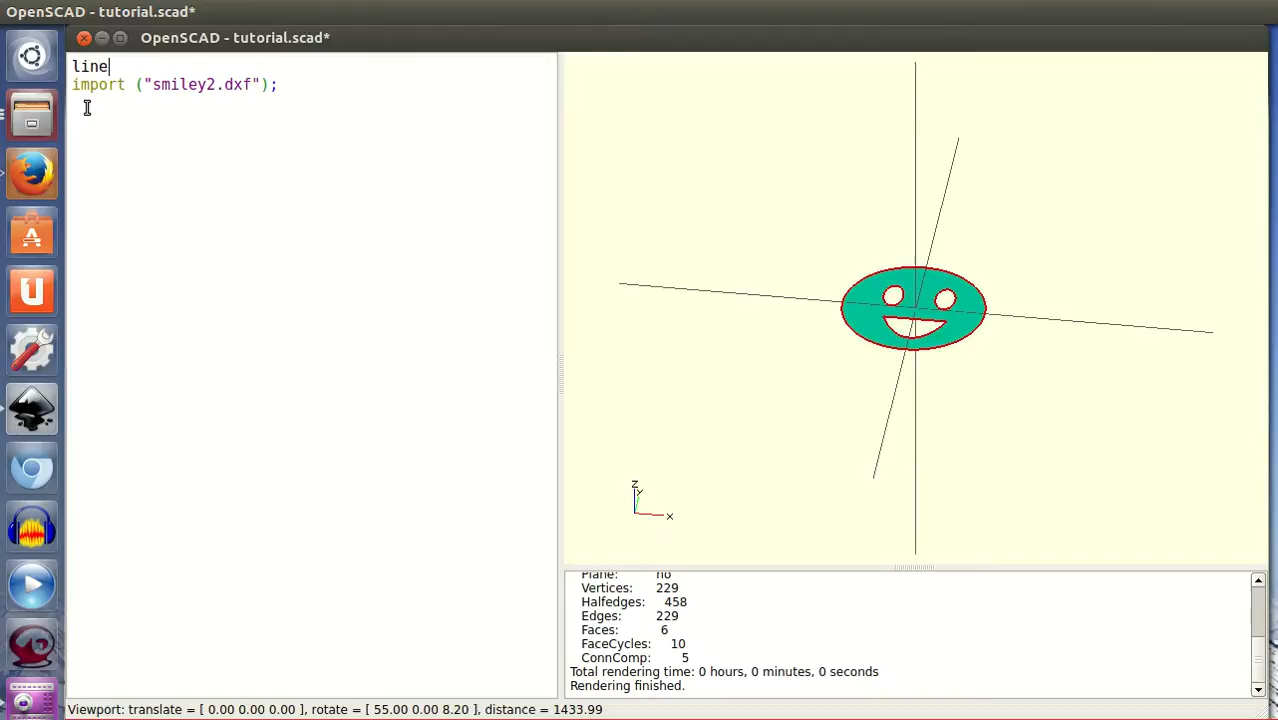 OpenSCAD - tutorial.scad*
OpenSCAD - tutorial.scad*
line
import ("smiley2.dxf");
Z
Y
X
Plane: no
Vertices: 229
Halfedges: 458
Edges: 229
Faces: 6
FaceCycles: 10
ConnComp: 5
Total rendering time: 0 hours, 0 minutes, 0 seconds
Rendering finished.
Viewport: translate = [ 0.00 0.00 0.00 ], rotate = [ 55.00 0.00 8.20 ], distance = 1433.99